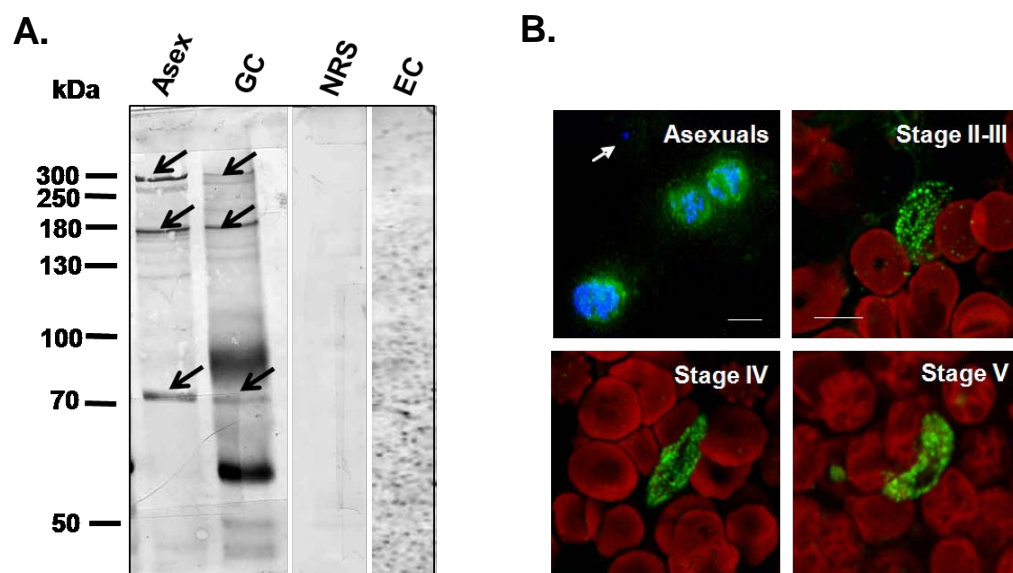 A.
Asex
GC
NRS
EC
kDa
300
250
180
130
100
70
50
B.
Asexuals
Stage II-III
Stage IV
Stage V